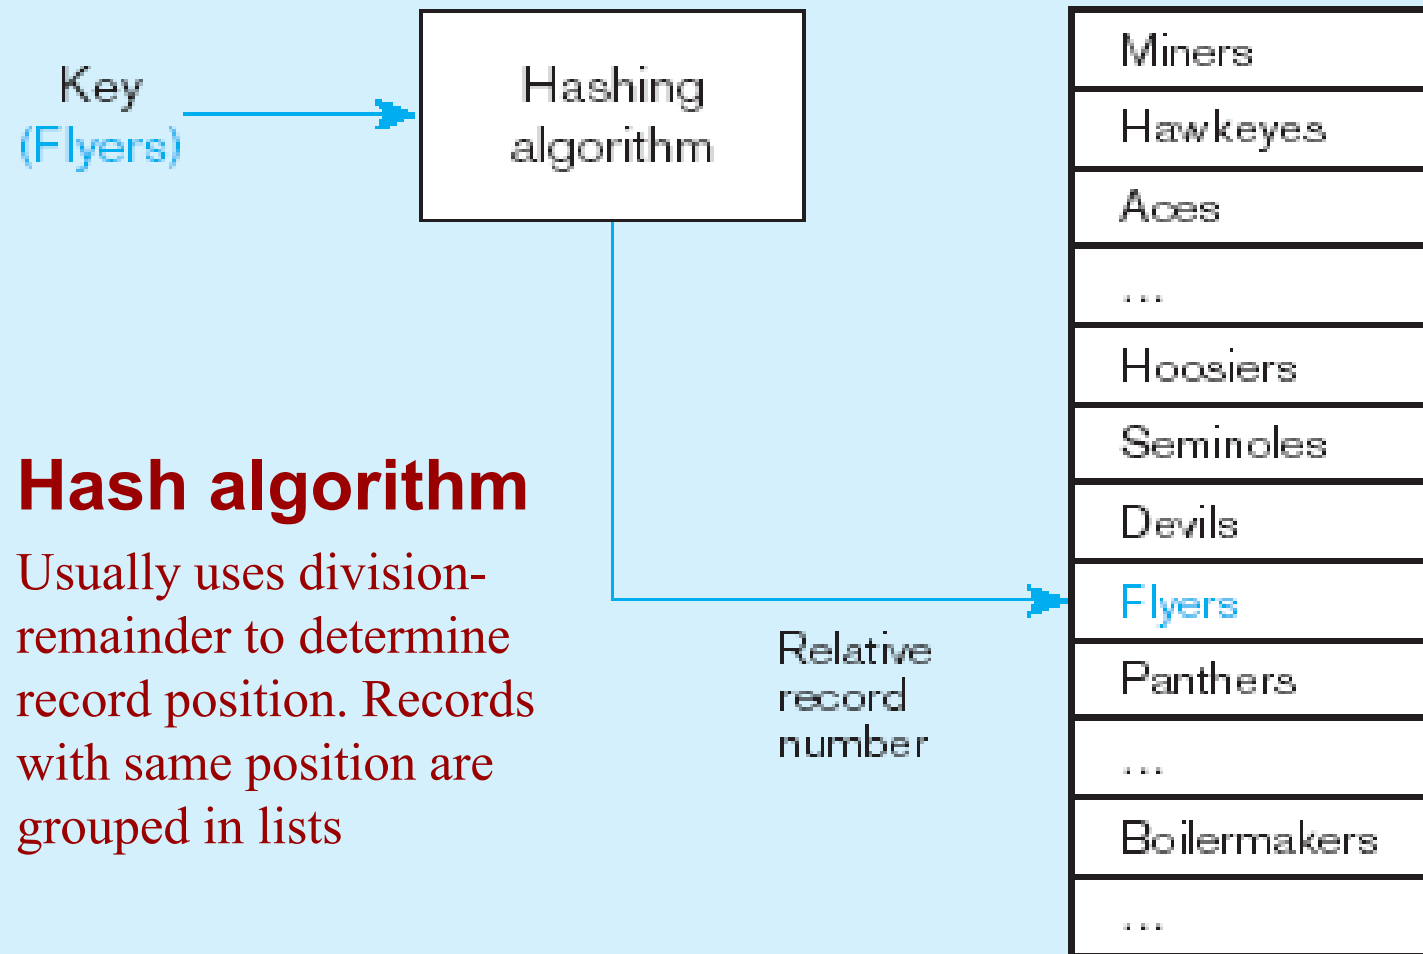 Key
(Flyers)
Hashing
algorithm
Miners
Hawkeyes
Aces
...
Hoosiers
Seminoles
Devils
Flyers
Panthers
...
Boilermakers
...
Relative
record
number
Hash algorithm
Usually uses division-
remainder to determine
record position. Records
with same position are
grouped in lists